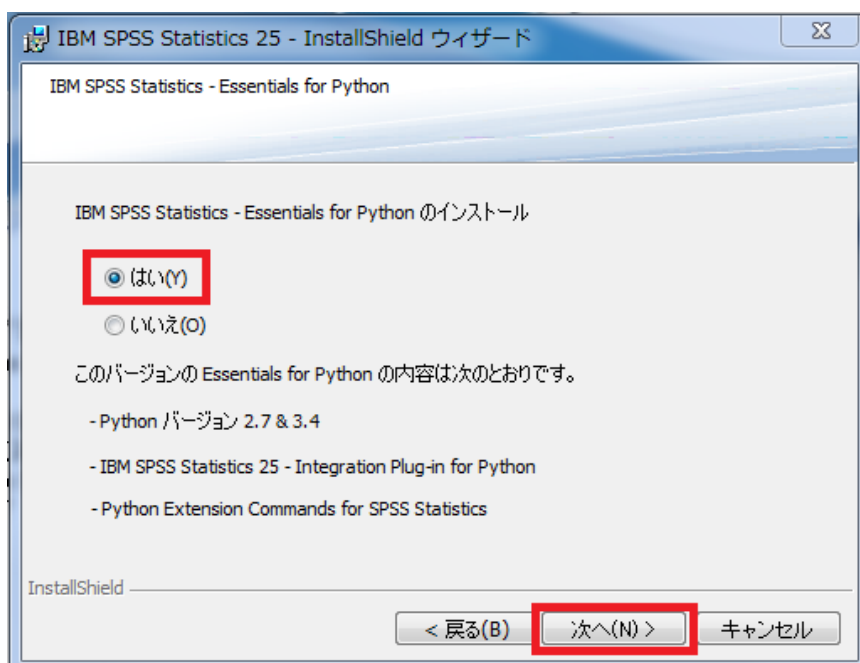 IBM SPSS Statistics 25 - InstallShield ウィザード
IBM SPSS Statistics - Essentials for Python
IBM SPSS Statistics - Essentials for Python のインストール
はい(Y)
いいえ(O)
このバージョンの Essentials for Python の内容は次のとおりです。
- Python バージョン 2.7 & 3.4
- IBM SPSS Statistics 25 - Integration Plug-in for Python
- Python Extension Commands for SPSS Statistics
InstallShield
< 戻る(B) 次へ(N) > キャンセル